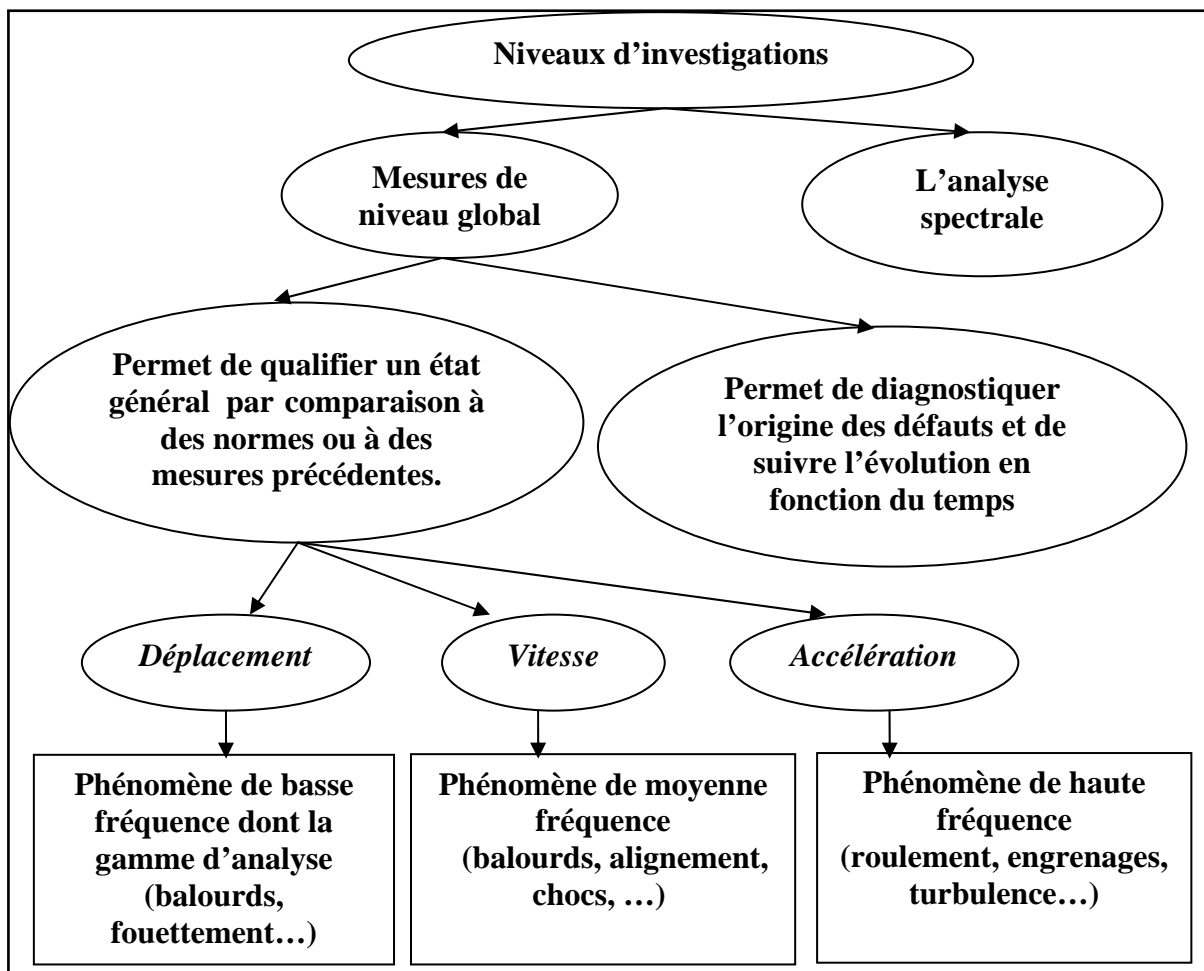 Niveaux d’investigations
Mesures de
niveau global
L’analyse
spectrale
Permet de qualifier un état
général par comparaison à
des normes ou à des
mesures précédentes.
Permet de diagnostiquer
l’origine des défauts et de
suivre l’évolution en
fonction du temps
Déplacement
Vitesse
Accélération
Phénomène de basse
fréquence dont la
gamme d’analyse
(balourds,
fouettement…)
Phénomène de moyenne
fréquence
(balourds, alignement,
chocs, …)
Phénomène de haute
fréquence
(roulement, engrenages,
turbulence…)